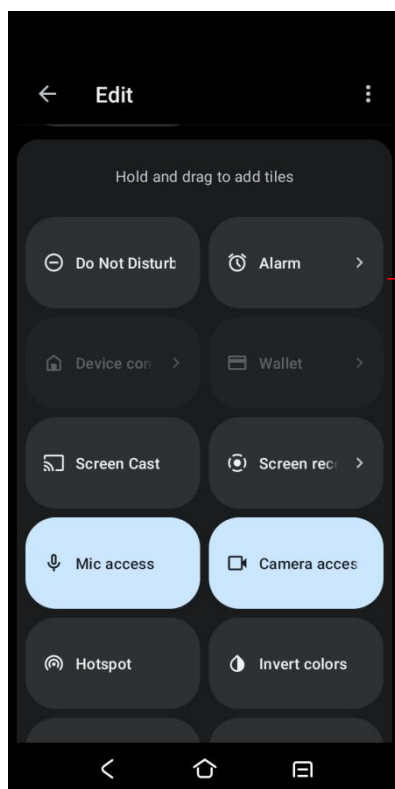 Edit
Hold and drag to add tiles
Do Not Disturb
Alarm
Device con
Wallet
Screen Cast
Screen rec
Mic access
Camera acces
Hotspot
Invert colors